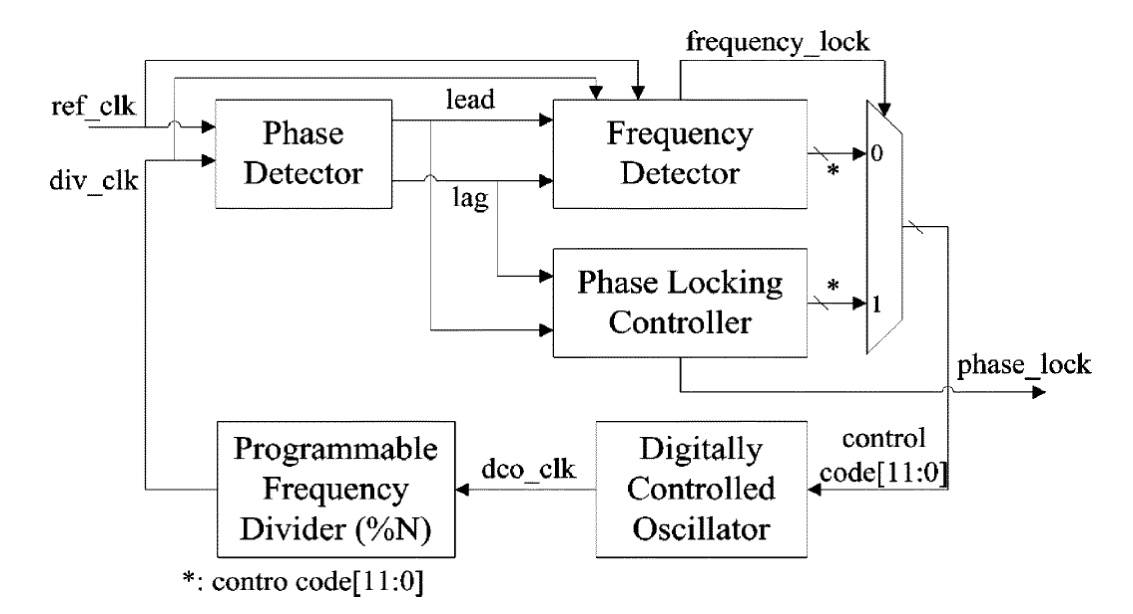 frequency_lock
ref_clk
lead
Phase
Detector
Frequency
Detector
0
*
div_clk
lag
Phase Locking
Controller
*
1
phase_lock
Programmable
Frequency
Divider (%N)
dco_clk
Digitally
Controlled
Oscillator
control
code[11:0]
*: contro code[11:0]